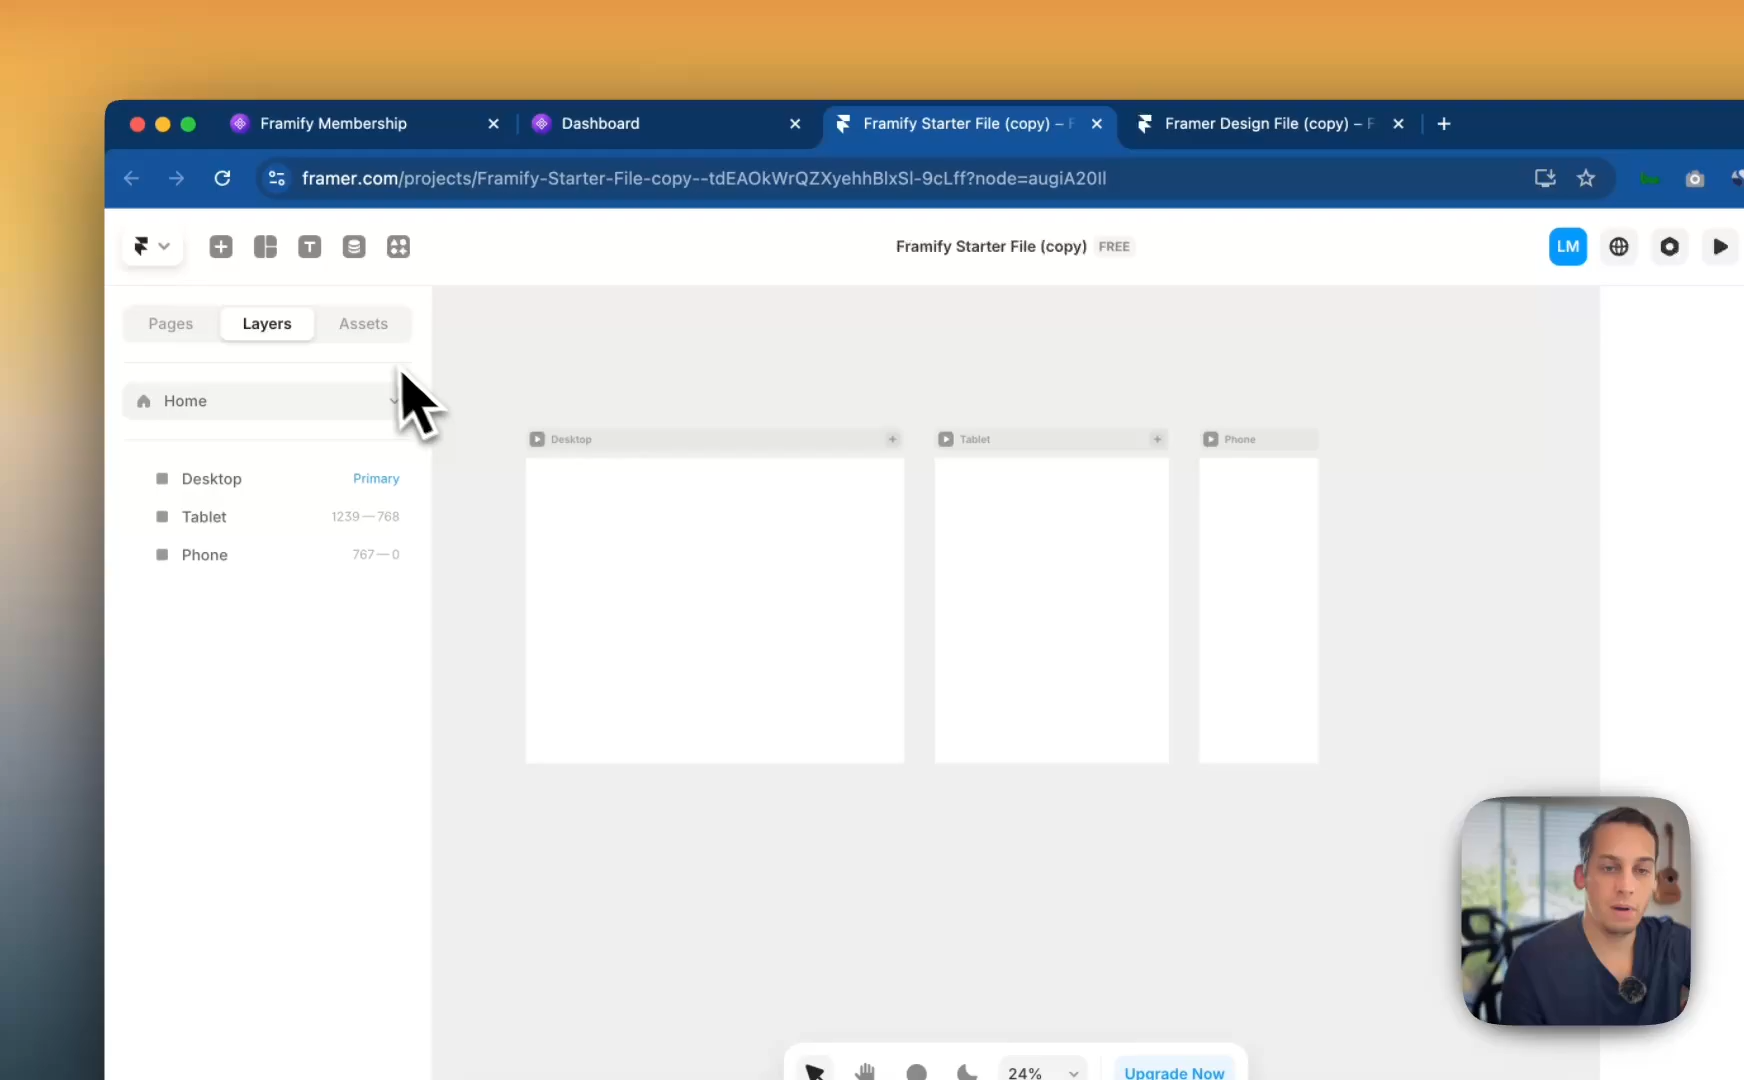 Framify Membership
Dashboard
Framify Starter File (copy) – F
Framer Design File (copy) – F
framer.com/projects/Framify-Starter-File-copy--tdEAOkWrQZXyehhBlxSl-9cLff?node=augiA20Il
Framify Starter File (copy) FREE
LM
Pages
Layers
Assets
Home
Desktop Primary
Tablet 1239—768
Phone 767—0
Desktop
Tablet
Phone
24%
Upgrade Now